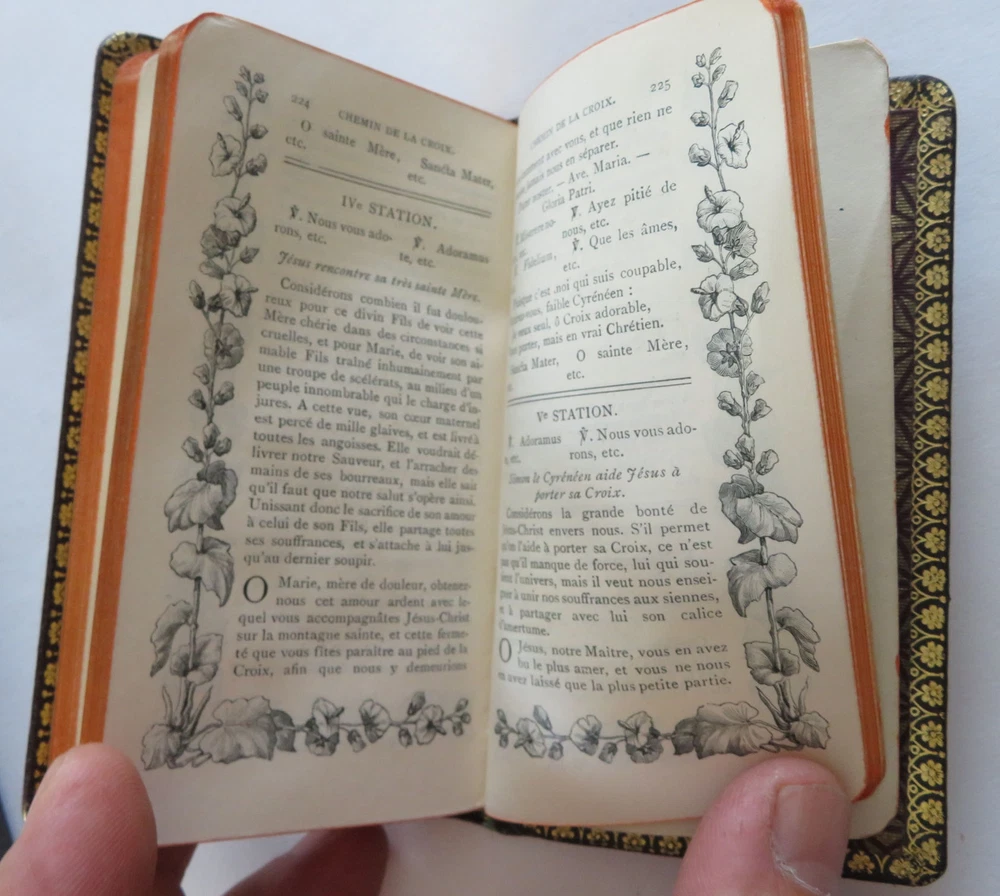 224
CHEMIN DE LA CROIX.
O sainte Mère, Sancta Mater,
etc. etc.
IVe STATION.
℣. Nous vous ado- ℣. Adoramus
rons, etc. te, etc.
Jésus rencontre sa très sainte Mère.
Considérons combien il fut doulou-
reux pour ce divin Fils de voir cette
Mère chérie dans des circonstances si
cruelles, et pour Marie, de voir son ai-
mable Fils traîné inhumainement par
une troupe de scélérats, au milieu d'un
peuple innombrable qui le charge d'in-
jures. A cette vue, son cœur maternel
est percé de mille glaives, et est livré à
toutes les angoisses. Elle voudrait dé-
livrer notre Sauveur, et l'arracher des
mains de ses bourreaux, mais elle sait
qu'il faut que notre salut s'opère ainsi.
Unissant donc le sacrifice de son amour
à celui de son Fils, elle partage toutes
ses souffrances, et s'attache à lui jus-
qu'au dernier soupir.
O Marie, mère de douleur, obtenez-
nous cet amour ardent avec le-
quel vous accompagnâtes Jésus-Christ
sur la montagne sainte, et cette ferme-
té que vous fîtes paraître au pied de la
Croix, afin que nous y demeurions
225
CHEMIN DE LA CROIX.
avec vous, et que rien ne
nous en séparer.
Pater noster. — Ave, Maria. —
Gloria Patri.
℣. Ayez pitié de
nous, etc.
Fidelium, ℣. Que les âmes,
etc.
c'est moi qui suis coupable,
faible Cyrénéen :
seul, ô Croix adorable,
porter, mais en vrai Chrétien.
Sancta Mater, O sainte Mère,
etc.
Ve STATION.
℣. Adoramus ℣. Nous vous ado-
etc. rons, etc.
Simon le Cyrénéen aide Jésus à
porter sa Croix.
Considérons la grande bonté de
Jésus-Christ envers nous. S'il permet
qu'on l'aide à porter sa Croix, ce n'est
pas qu'il manque de force, lui qui sou-
tient l'univers, mais il veut nous ensei-
gner à unir nos souffrances aux siennes,
et à partager avec lui son calice
d'amertume.
O Jésus, notre Maître, vous en avez
bu le plus amer, et vous ne nous
en avez laissé que la plus petite partie.